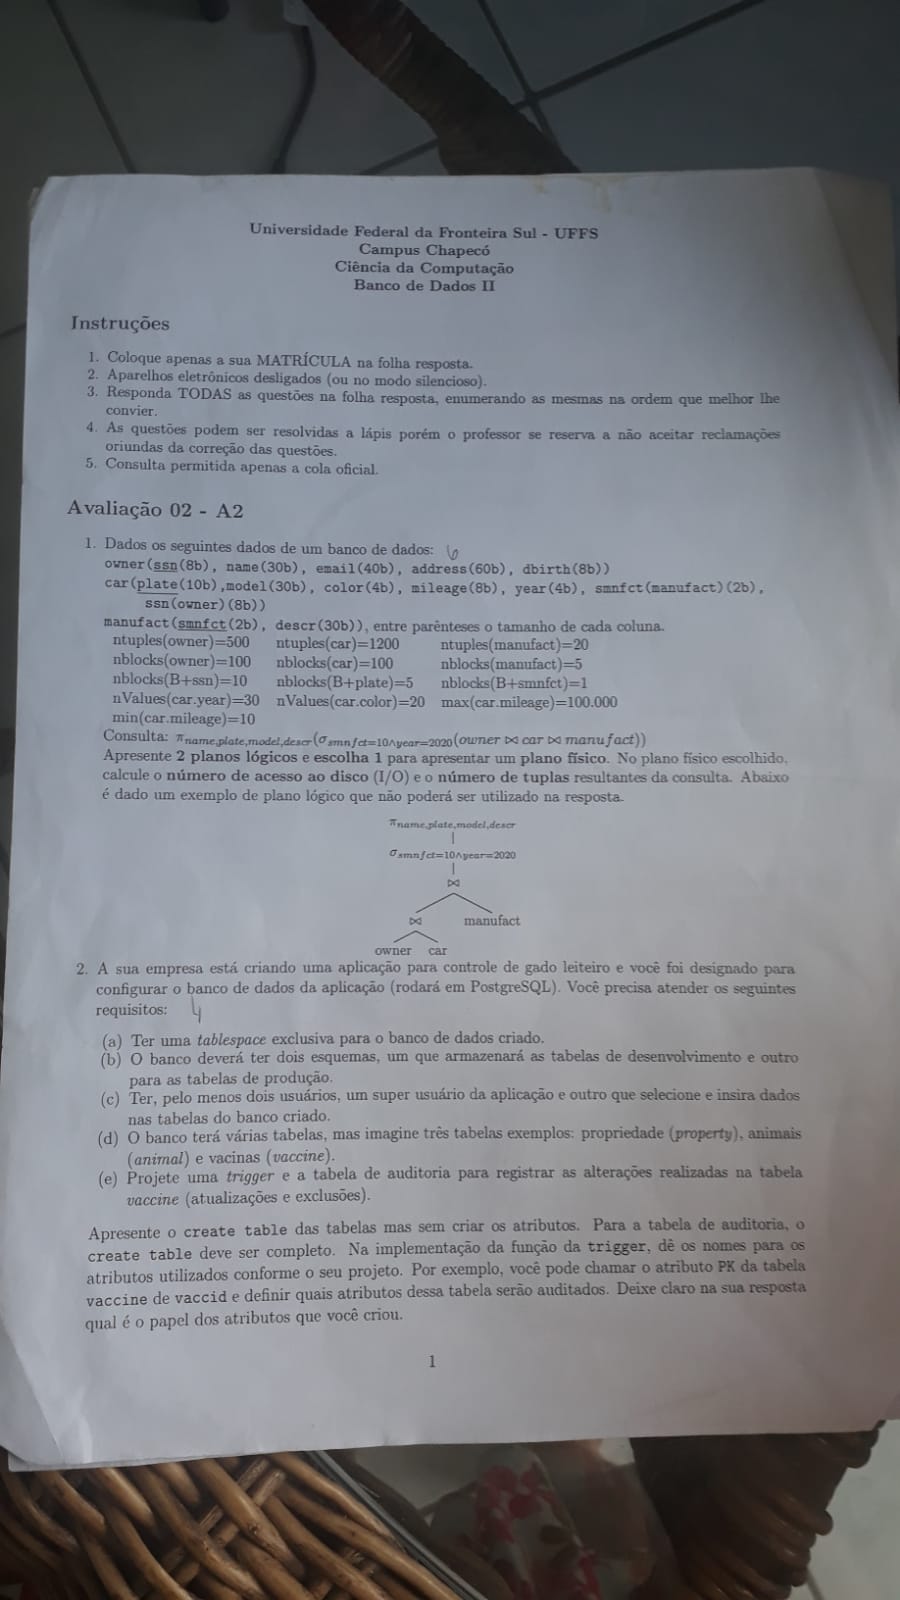 Universidade Federal da Fronteira Sul - UFFS
Campus Chapecó
Ciência da Computação
Banco de Dados II
Instruções
1. Coloque apenas a sua MATRÍCULA na folha resposta.
2. Aparelhos eletrônicos desligados (ou no modo silencioso).
3. Responda TODAS as questões na folha resposta, enumerando as mesmas na ordem que melhor lhe
convier.
4. As questões podem ser resolvidas a lápis porém o professor se reserva a não aceitar reclamações
oriundas da correção das questões.
5. Consulta permitida apenas a cola oficial.
Avaliação 02 - A2
1. Dados os seguintes dados de um banco de dados: 6
owner(ssn(8b), name(30b), email(40b), address(60b), dbirth(8b))
car(plate(10b),model(30b), color(4b), mileage(8b), year(4b), smnfct(manufact)(2b),
ssn(owner)(8b))
manufact(smnfct(2b), descr(30b)), entre parênteses o tamanho de cada coluna.
ntuples(owner)=500 ntuples(car)=1200 ntuples(manufact)=20
nblocks(owner)=100 nblocks(car)=100 nblocks(manufact)=5
nblocks(B+ssn)=10 nblocks(B+plate)=5 nblocks(B+smnfct)=1
nValues(car.year)=30 nValues(car.color)=20 max(car.mileage)=100.000
min(car.mileage)=10
Consulta: π name,plate,model,descr(σ smnfct=10∧year=2020(owner ⋈ car ⋈ manufact))
Apresente 2 planos lógicos e escolha 1 para apresentar um plano físico. No plano físico escolhido,
calcule o número de acesso ao disco (I/O) e o número de tuplas resultantes da consulta. Abaixo
é dado um exemplo de plano lógico que não poderá ser utilizado na resposta.
π name,plate,model,descr
σ smnfct=10∧year=2020
⋈
⋈ manufact
owner car
2. A sua empresa está criando uma aplicação para controle de gado leiteiro e você foi designado para
configurar o banco de dados da aplicação (rodará em PostgreSQL). Você precisa atender os seguintes
requisitos: 4
(a) Ter uma tablespace exclusiva para o banco de dados criado.
(b) O banco deverá ter dois esquemas, um que armazenará as tabelas de desenvolvimento e outro
para as tabelas de produção.
(c) Ter, pelo menos dois usuários, um super usuário da aplicação e outro que selecione e insira dados
nas tabelas do banco criado.
(d) O banco terá várias tabelas, mas imagine três tabelas exemplos: propriedade (property), animais
(animal) e vacinas (vaccine).
(e) Projete uma trigger e a tabela de auditoria para registrar as alterações realizadas na tabela
vaccine (atualizações e exclusões).
Apresente o create table das tabelas mas sem criar os atributos. Para a tabela de auditoria, o
create table deve ser completo. Na implementação da função da trigger, dê os nomes para os
atributos utilizados conforme o seu projeto. Por exemplo, você pode chamar o atributo PK da tabela
vaccine de vaccid e definir quais atributos dessa tabela serão auditados. Deixe claro na sua resposta
qual é o papel dos atributos que você criou.
1